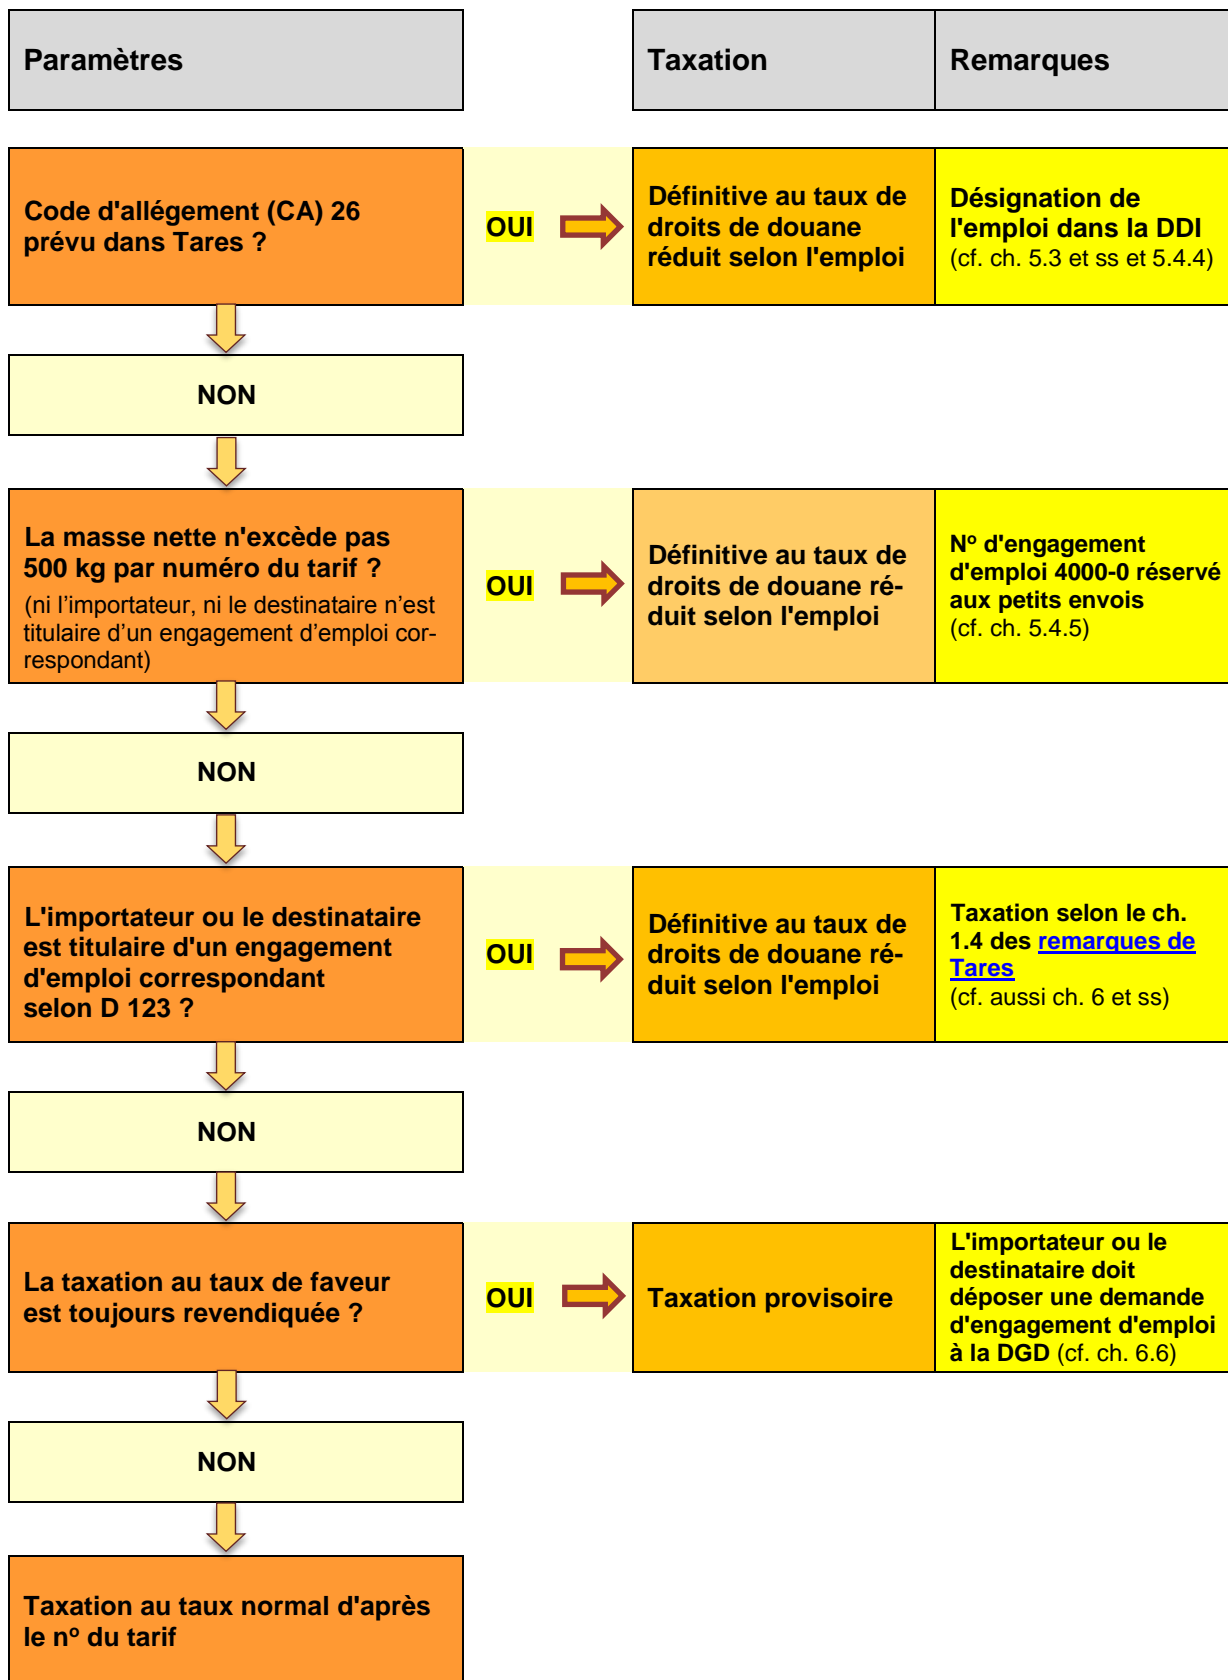 Paramètres
Taxation
Remarques
Code d'allégement (CA) 26
prévu dans Tares ?
OUI
Définitive au taux de
droits de douane
réduit selon l'emploi
Désignation de
l'emploi dans la DDI
(cf. ch. 5.3 et ss et 5.4.4)
NON
La masse nette n'excède pas
500 kg par numéro du tarif ?
(ni l'importateur, ni le destinataire n'est
titulaire d'un engagement d'emploi cor-
respondant)
OUI
Définitive au taux de
droits de douane ré-
duit selon l'emploi
Nº d'engagement
d'emploi 4000-0 réservé
aux petits envois
(cf. ch. 5.4.5)
NON
L'importateur ou le destinataire
est titulaire d'un engagement
d'emploi correspondant
selon D 123 ?
OUI
Définitive au taux de
droits de douane ré-
duit selon l'emploi
Taxation selon le ch.
1.4 des remarques de
Tares
(cf. aussi ch. 6 et ss)
NON
La taxation au taux de faveur
est toujours revendiquée ?
OUI
Taxation provisoire
L'importateur ou le
destinataire doit
déposer une demande
d'engagement d'emploi
à la DGD (cf. ch. 6.6)
NON
Taxation au taux normal d'après
le nº du tarif